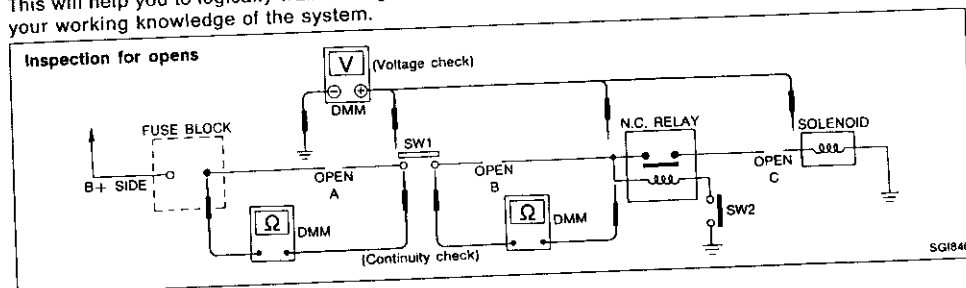 This will help you to logically
your working knowledge of the system.
Inspection for opens
V (Voltage check)
DMM
FUSE BLOCK
SW1
N.C. RELAY
SOLENOID
B+ SIDE
OPEN
A
OPEN
B
OPEN
C
Ω DMM
Ω DMM
SW2
(Continuity check)